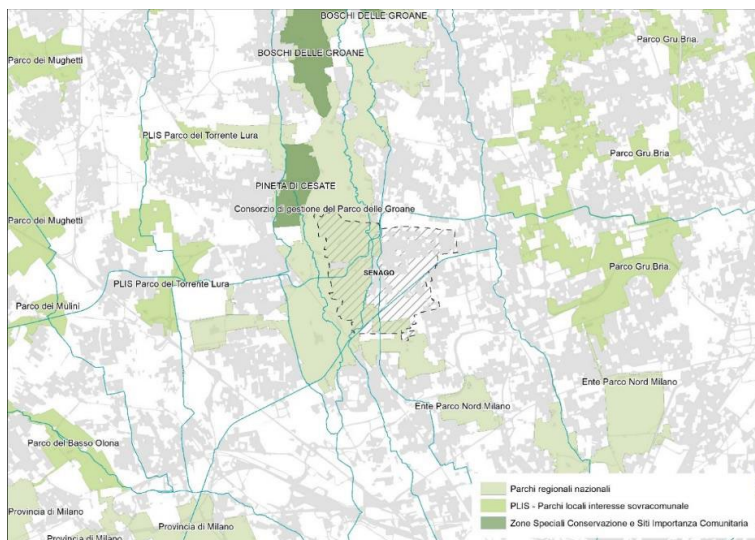 BOSCHI DELLE GROANE
Parco dei Mughetti
BOSCHI DELLE GROANE
Parco Gru.Bria.
PLIS Parco del Torrente Lura
Parco Gru.Bria
PINETA DI CESATE
Consorzio di gestione del Parco delle Groane
Parco dei Mughetti
SENAGO
Parco Gru.Bria.
PLIS Parco del Torrente Lura
Parco dei Mulini
Ente Parco Nord Milano
Ente Parco Nord Milano
Parco del Basso Olona
Provincia di Milano
Provincia di Milano
Provincia di Milano
Parchi regionali nazionali
PLIS - Parchi locali interesse sovracomunale
Zone Speciali Conservazione e Siti Importanza Comunitaria